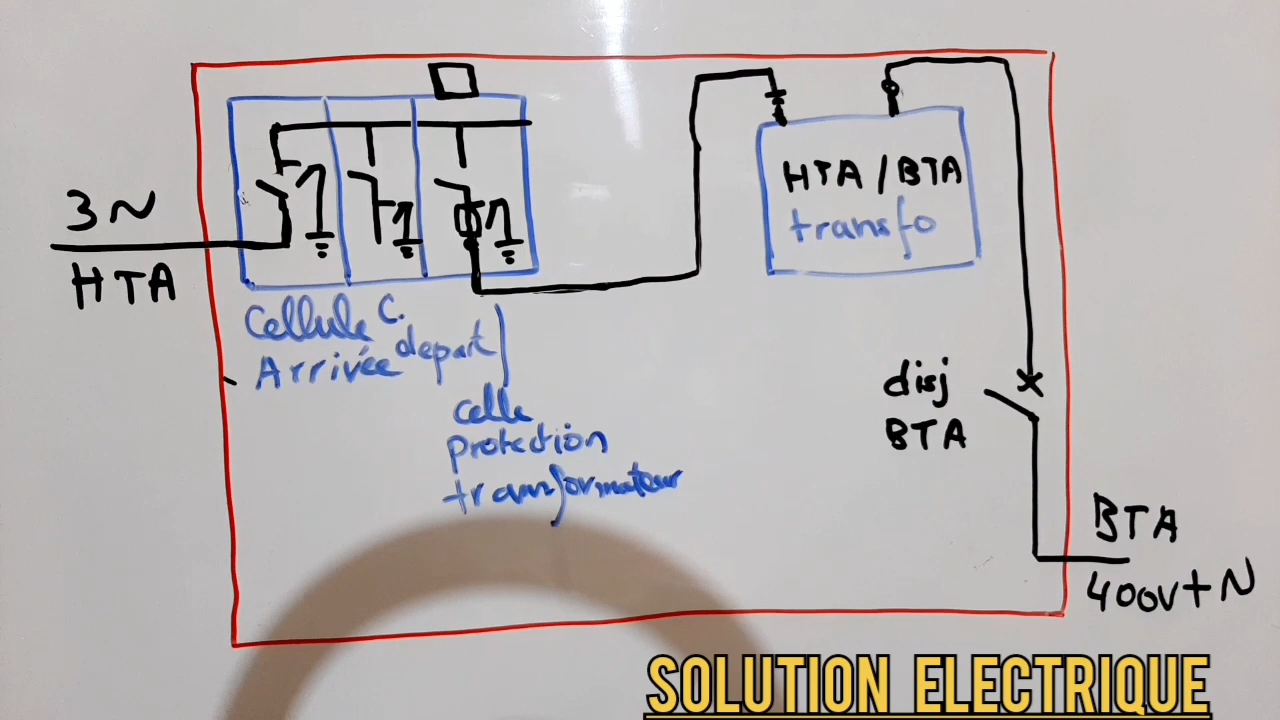 3~
HTA
Cellule C.
Arrivée depart
celle
protection
transformateur
HTA/BTA
transfo
disj
BTA
BTA
400V+N
SOLUTION ELECTRIQUE